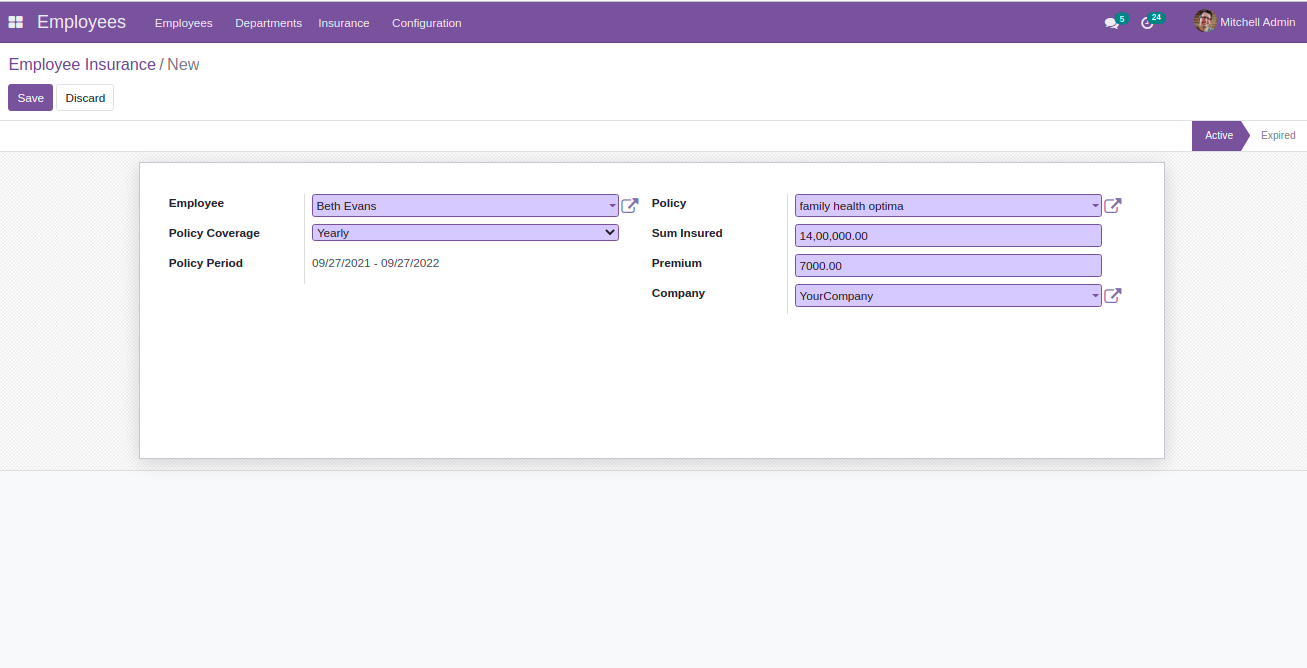 Employees Employees Departments Insurance Configuration 5 24 Mitchell Admin
Employee Insurance / New
Save Discard
Active Expired
Employee Beth Evans Policy family health optima
Policy Coverage Yearly Sum Insured 14,00,000.00
Policy Period 09/27/2021 - 09/27/2022 Premium 7000.00
Company YourCompany